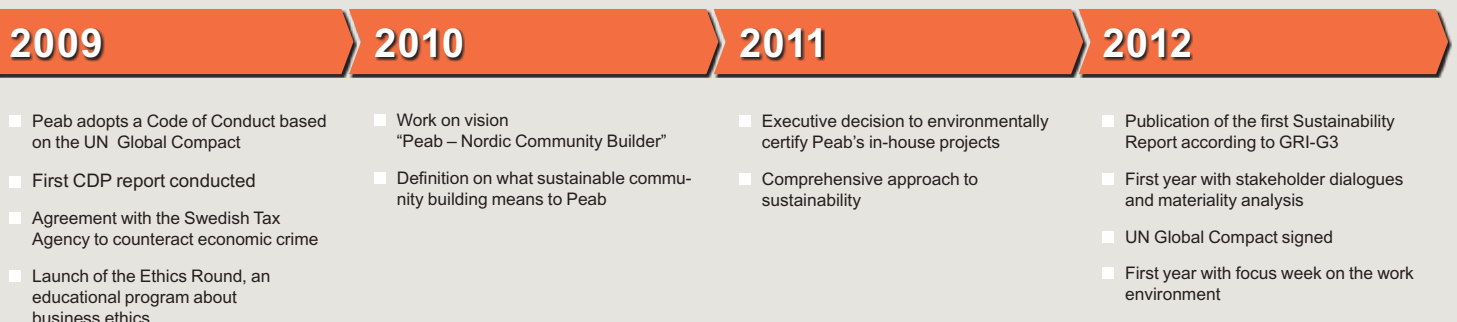 2009
Peab adopts a Code of Conduct based
on the UN Global Compact
First CDP report conducted
Agreement with the Swedish Tax
Agency to counteract economic crime
Launch of the Ethics Round, an
educational program about
business ethics
2010
Work on vision
“Peab – Nordic Community Builder”
Definition on what sustainable commu-
nity building means to Peab
2011
Executive decision to environmentally
certify Peab’s in-house projects
Comprehensive approach to
sustainability
2012
Publication of the first Sustainability
Report according to GRI-G3
First year with stakeholder dialogues
and materiality analysis
UN Global Compact signed
First year with focus week on the work
environment